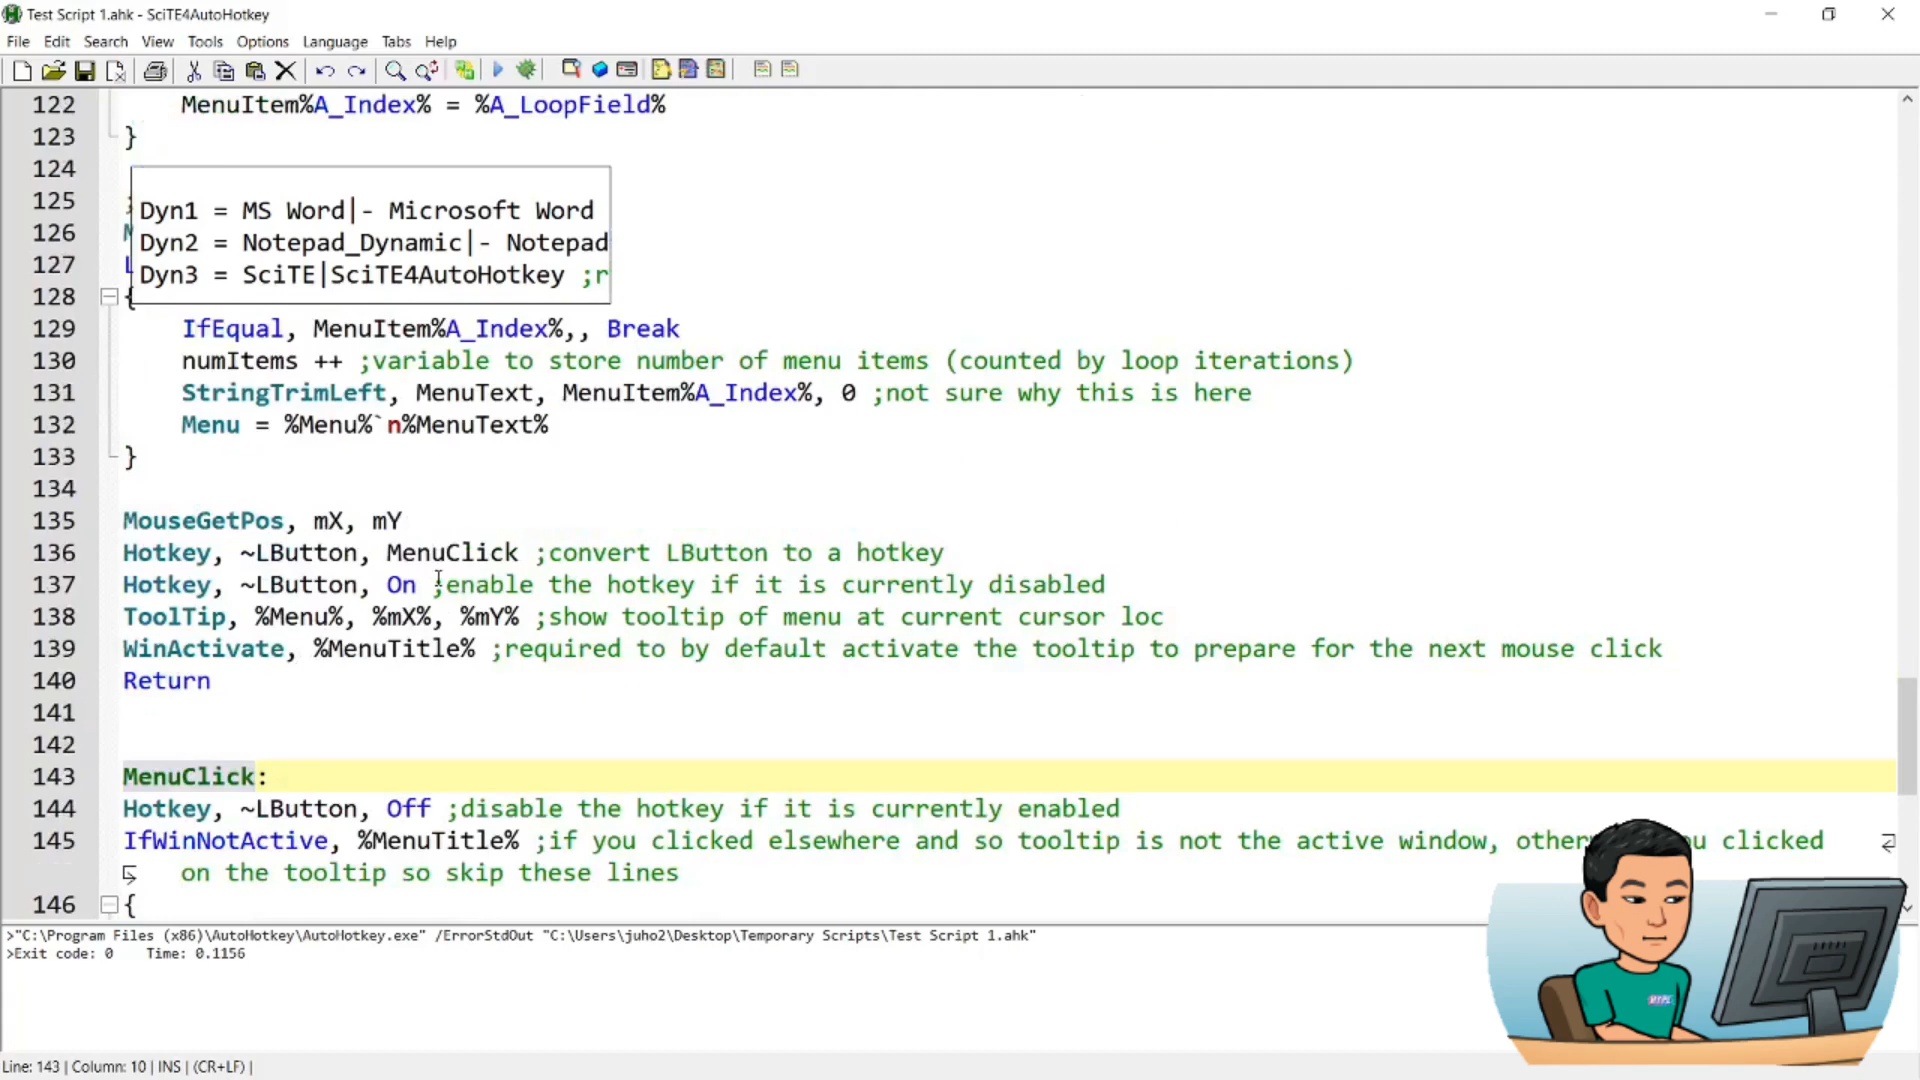 Test Script 1.ahk - SciTE4AutoHotkey
File Edit Search View Tools Options Language Tabs Help
122 MenuItem%A_Index% = %A_LoopField%
123 }
124
125 ;
126
127
Dyn1 = MS Word|- Microsoft Word
Dyn2 = Notepad_Dynamic|- Notepad
Dyn3 = SciTE|SciTE4AutoHotkey ;r
128 {
129 IfEqual, MenuItem%A_Index%,, Break
130 numItems ++ ;variable to store number of menu items (counted by loop iterations)
131 StringTrimLeft, MenuText, MenuItem%A_Index%, 0 ;not sure why this is here
132 Menu = %Menu%`n%MenuText%
133 }
134
135 MouseGetPos, mX, mY
136 Hotkey, ~LButton, MenuClick ;convert LButton to a hotkey
137 Hotkey, ~LButton, On ;enable the hotkey if it is currently disabled
138 ToolTip, %Menu%, %mX%, %mY% ;show tooltip of menu at current cursor loc
139 WinActivate, %MenuTitle% ;required to by default activate the tooltip to prepare for the next mouse click
140 Return
141
142
143 MenuClick:
144 Hotkey, ~LButton, Off ;disable the hotkey if it is currently enabled
145 IfWinNotActive, %MenuTitle% ;if you clicked elsewhere and so tooltip is not the active window, clicked
on the tooltip so skip these lines
146 {
>"C:\Program Files (x86)\AutoHotkey\AutoHotkey.exe" /ErrorStdOut "C:\Users\juho2\Desktop\Temporary Scripts\Test Script 1.ahk"
>Exit code: 0 Time: 0.1156
Line: 143 | Column: 10 | INS | (CR+LF) |